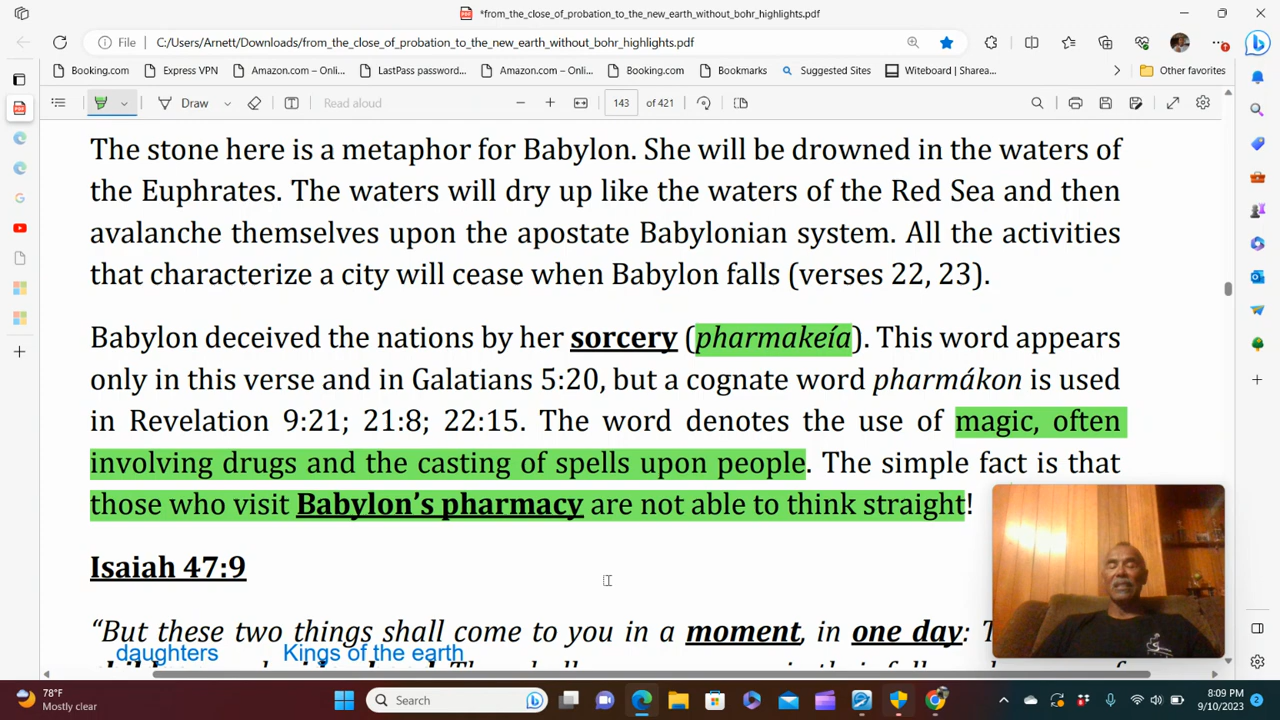 *from_the_close_of_probation_to_the_new_earth_without_bohr_highlights.pdf
File C:/Users/Arnett/Downloads/from_the_close_of_probation_to_the_new_earth_without_bohr_highlights.pdf
Booking.com Express VPN Amazon.com – Onli... LastPass password... Amazon.com – Onli... Booking.com Bookmarks Suggested Sites Witeboard | Sharea... Other favorites
Draw Read aloud 143 of 421
The stone here is a metaphor for Babylon. She will be drowned in the waters of
the Euphrates. The waters will dry up like the waters of the Red Sea and then
avalanche themselves upon the apostate Babylonian system. All the activities
that characterize a city will cease when Babylon falls (verses 22, 23).
Babylon deceived the nations by her sorcery (pharmakeía). This word appears
only in this verse and in Galatians 5:20, but a cognate word pharmákon is used
in Revelation 9:21; 21:8; 22:15. The word denotes the use of magic, often
involving drugs and the casting of spells upon people. The simple fact is that
those who visit Babylon’s pharmacy are not able to think straight!
Isaiah 47:9
“But these two things shall come to you in a moment, in one day:
daughters Kings of the earth
78°F
Mostly clear
Search
8:09 PM
9/10/2023